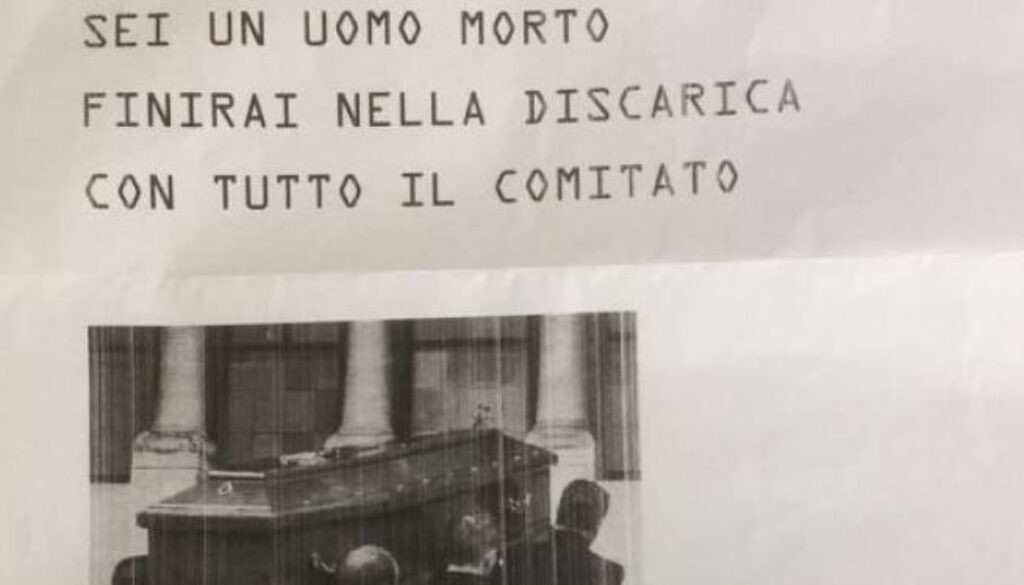 SEI UN UOMO MORTO
FINIRAI NELLA DISCARICA
CON TUTTO IL COMITATO